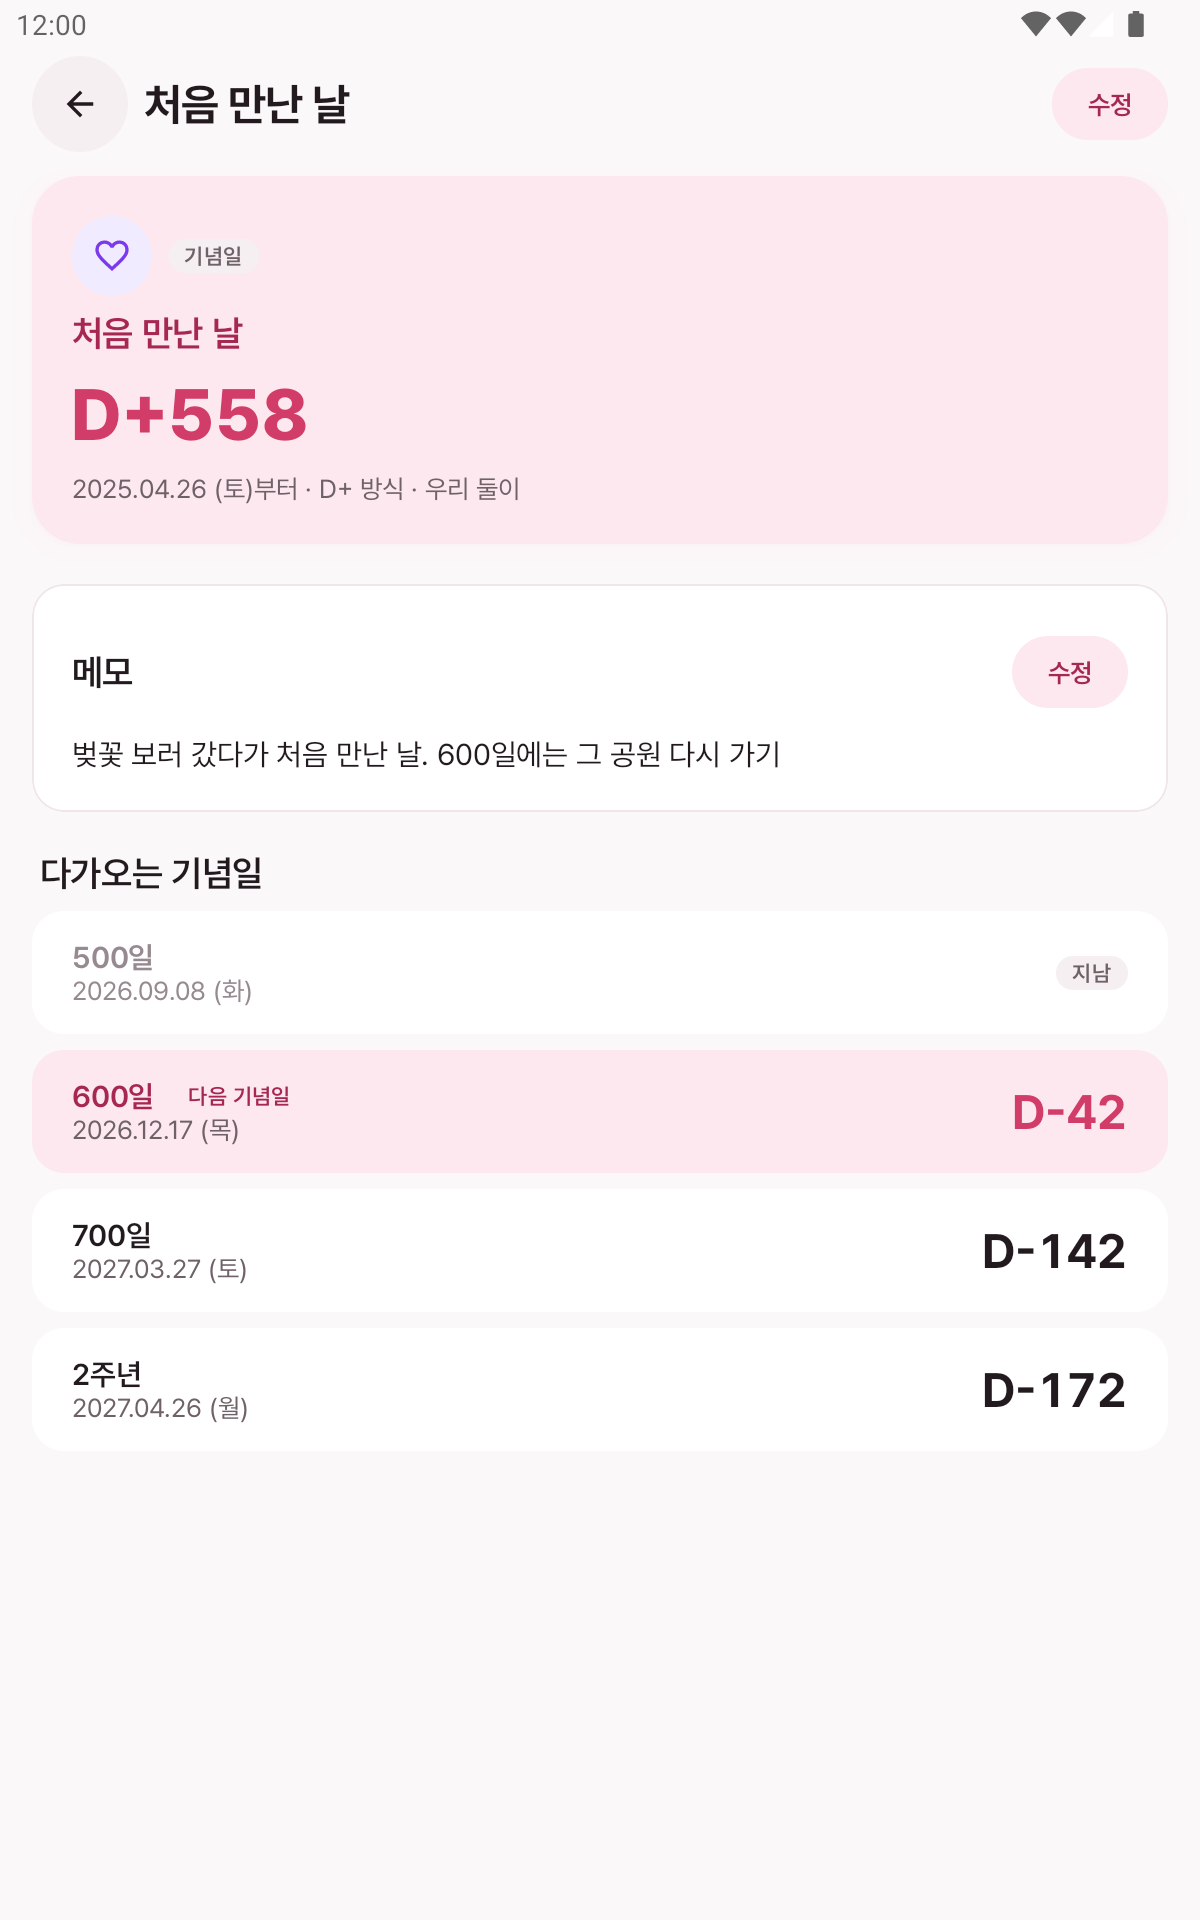 12:00
처음 만난 날
수정
기념일
처음 만난 날
D+558
2025.04.26 (토)부터 · D+ 방식 · 우리 둘이
메모
수정
벚꽃 보러 갔다가 처음 만난 날. 600일에는 그 공원 다시 가기
다가오는 기념일
500일
2026.09.08 (화)
지남
600일 다음 기념일
2026.12.17 (목)
D-42
700일
2027.03.27 (토)
D-142
2주년
2027.04.26 (월)
D-172